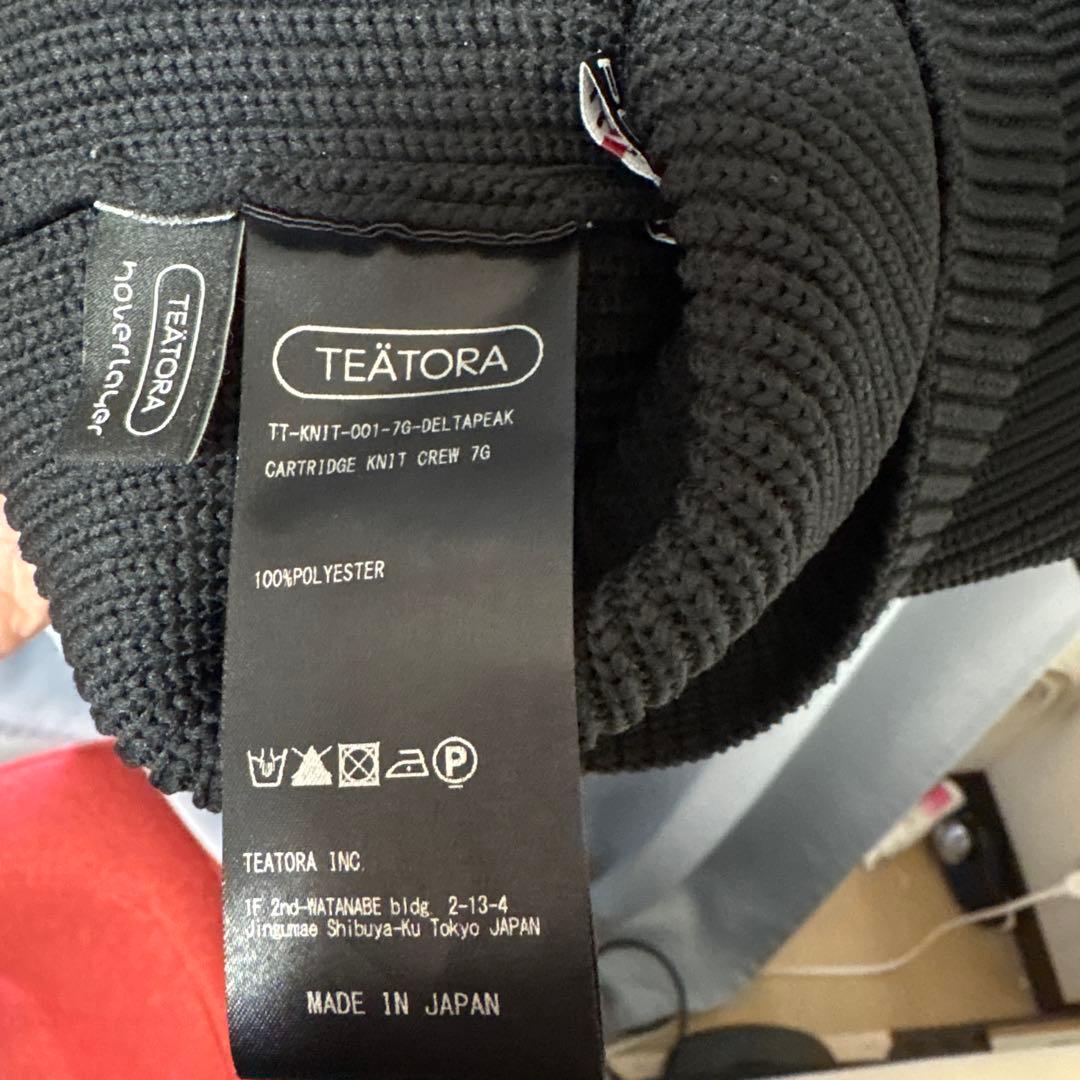 TEÄTORA
hoverlayer
TEÄTORA
TT-KNIT-001-7G-DELTAPEAK
CARTRIDGE KNIT CREW 7G
100%POLYESTER
P
TEATORA INC.
1F 2nd-WATANABE bldg. 2-13-4
Jingumae Shibuya-Ku Tokyo JAPAN
MADE IN JAPAN